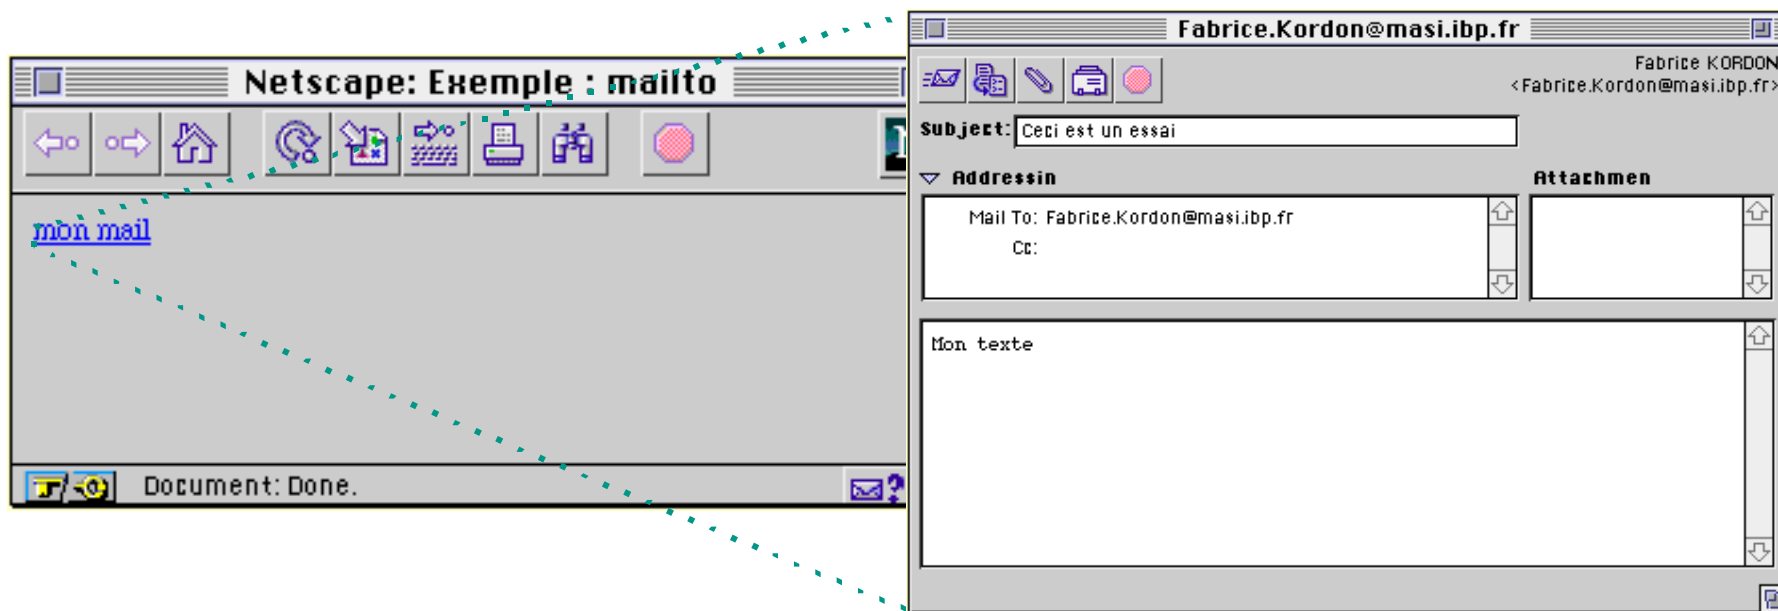 Netscape: Exemple : mailto
mon mail
Document: Done.
Fabrice.Kordon@masi.ibp.fr
Fabrice KORDON
<Fabrice.Kordon@masi.ibp.fr>
Subject: Ceci est un essai
Addressin
Attachmen
Mail To: Fabrice.Kordon@masi.ibp.fr
Cc:
Mon texte